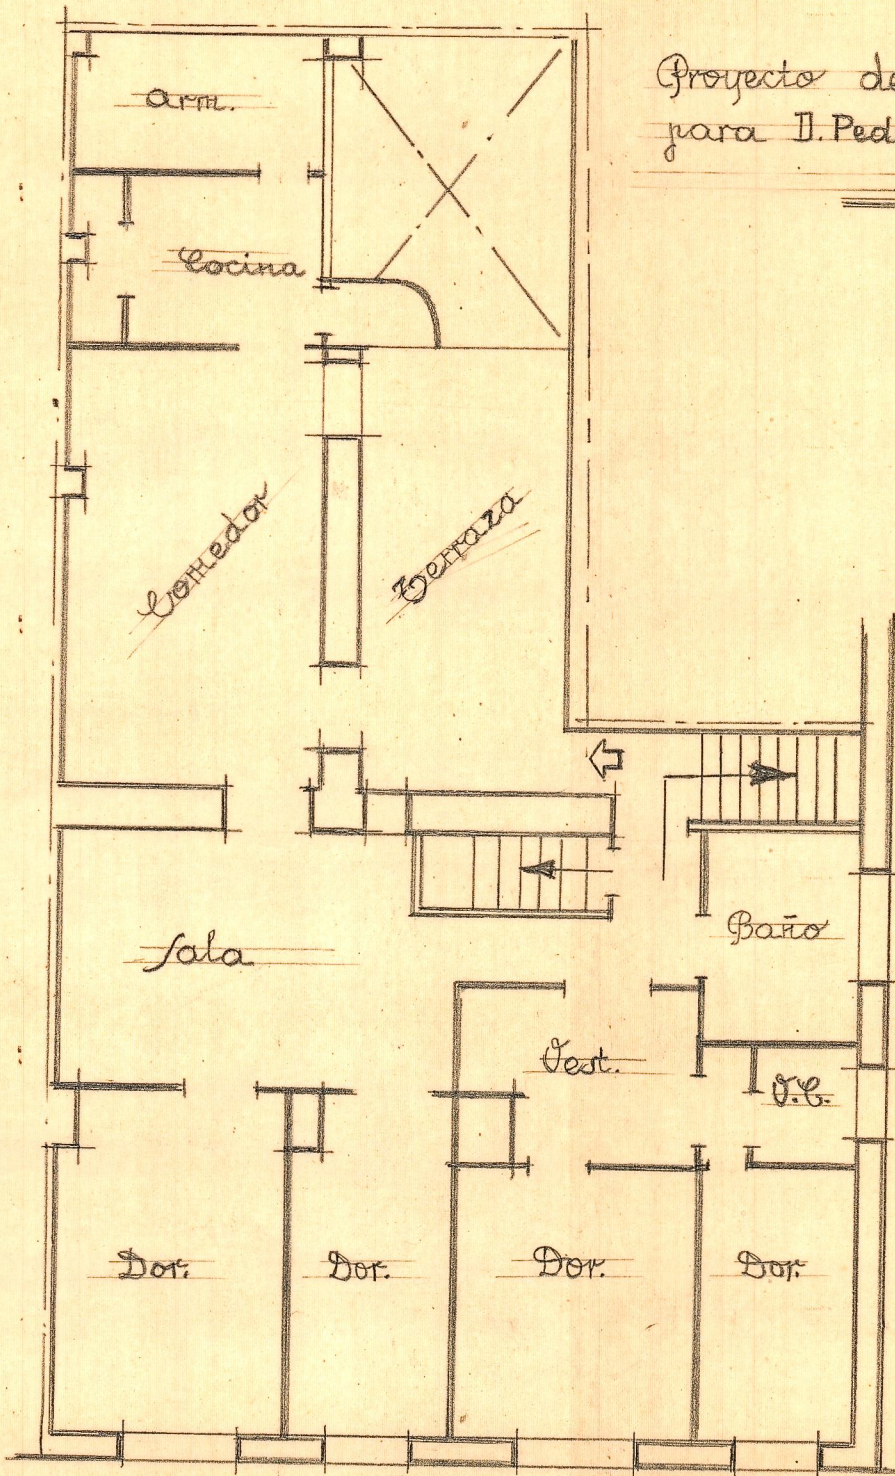 Proyecto de
para D. Ped
arm.
Cocina
Comedor
Terraza
Baño
Sala
Vest.
V.C.
Dor.
Dor.
Dor.
Dor.